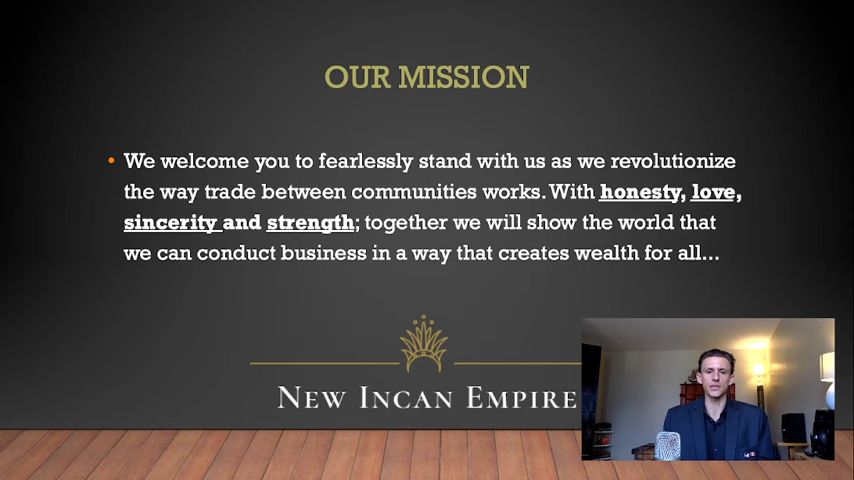 OUR MISSION
• We welcome you to fearlessly stand with us as we revolutionize
the way trade between communities works. With honesty, love,
sincerity and strength; together we will show the world that
we can conduct business in a way that creates wealth for all...
New Incan Empire